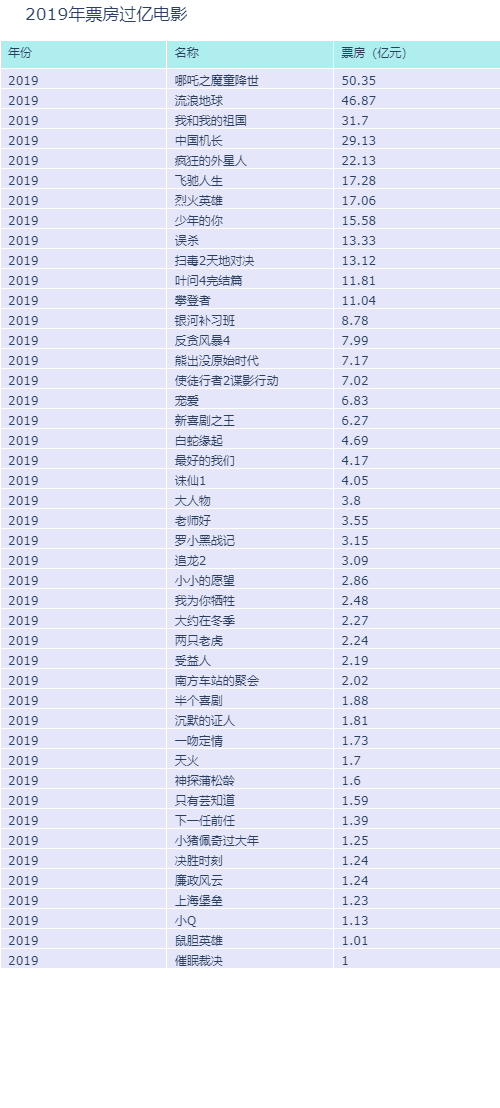 2019年票房过亿电影
年份 名称 票房（亿元）
2019 哪吒之魔童降世 50.35
2019 流浪地球 46.87
2019 我和我的祖国 31.7
2019 中国机长 29.13
2019 疯狂的外星人 22.13
2019 飞驰人生 17.28
2019 烈火英雄 17.06
2019 少年的你 15.58
2019 误杀 13.33
2019 扫毒2天地对决 13.12
2019 叶问4完结篇 11.81
2019 攀登者 11.04
2019 银河补习班 8.78
2019 反贪风暴4 7.99
2019 熊出没原始时代 7.17
2019 使徒行者2谍影行动 7.02
2019 宠爱 6.83
2019 新喜剧之王 6.27
2019 白蛇缘起 4.69
2019 最好的我们 4.17
2019 诛仙1 4.05
2019 大人物 3.8
2019 老师好 3.55
2019 罗小黑战记 3.15
2019 追龙2 3.09
2019 小小的愿望 2.86
2019 我为你牺牲 2.48
2019 大约在冬季 2.27
2019 两只老虎 2.24
2019 受益人 2.19
2019 南方车站的聚会 2.02
2019 半个喜剧 1.88
2019 沉默的证人 1.81
2019 一吻定情 1.73
2019 天火 1.7
2019 神探蒲松龄 1.6
2019 只有芸知道 1.59
2019 下一任前任 1.39
2019 小猪佩奇过大年 1.25
2019 决胜时刻 1.24
2019 廉政风云 1.24
2019 上海堡垒 1.23
2019 小Q 1.13
2019 鼠胆英雄 1.01
2019 催眠裁决 1